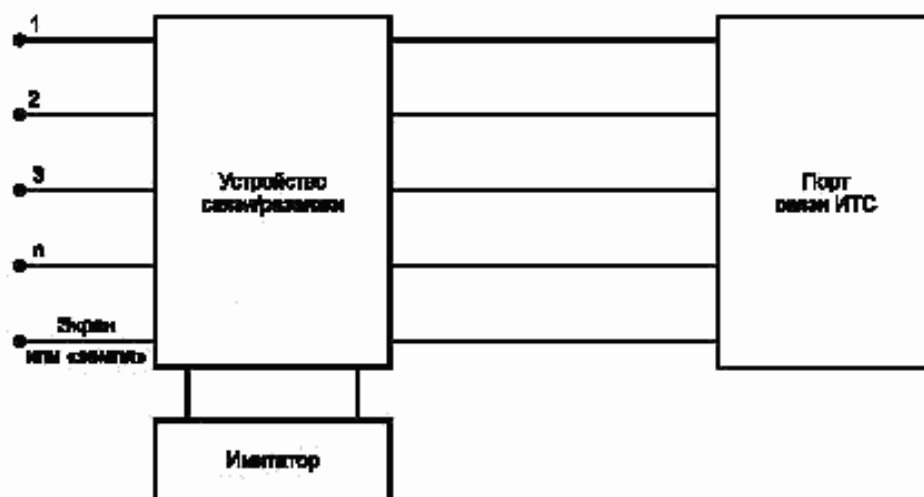 1
2
3
n
Экран
или «земля»
Устройство
связи/развязки
Порт
связи ИТС
Имитатор